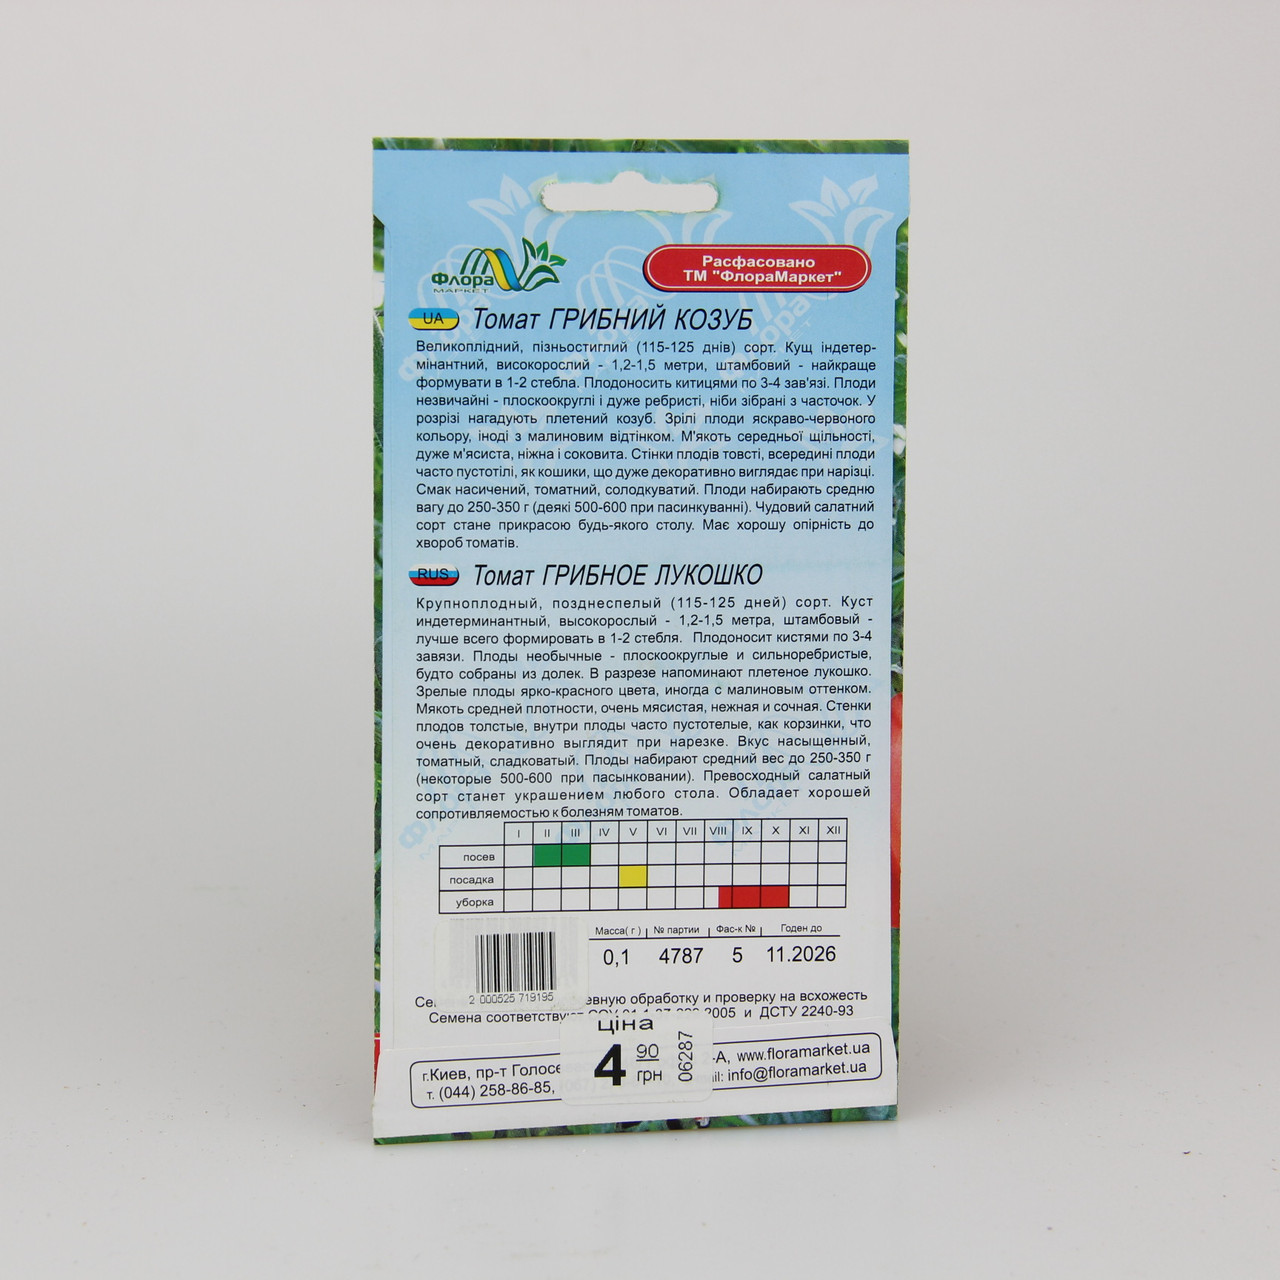 Флора
МАРКЕТ
Расфасовано
ТМ "ФлораМаркет"
UA Томат ГРИБНИЙ КОЗУБ
Великоплідний, пізньостиглий (115-125 днів) сорт. Кущ індетер-
мінантний, високорослий - 1,2-1,5 метри, штамбовий - найкраще
формувати в 1-2 стебла. Плодоносить китицями по 3-4 зав'язі. Плоди
незвичайні - плоскоокруглі і дуже ребристі, ніби зібрані з часточок. У
розрізі нагадують плетений козуб. Зрілі плоди яскраво-червоного
кольору, іноді з малиновим відтінком. М'якоть середньої щільності,
дуже м'ясиста, ніжна і соковита. Стінки плодів товсті, всередині плоди
часто пустотілі, як кошики, що дуже декоративно виглядає при нарізці.
Смак насичений, томатний, солодкуватий. Плоди набирають средню
вагу до 250-350 г (деякі 500-600 при пасинкуванні). Чудовий салатний
сорт стане прикрасою будь-якого столу. Має хорошу опірність до
хвороб томатів.
RUS Томат ГРИБНОЕ ЛУКОШКО
Крупноплодный, позднеспелый (115-125 дней) сорт. Куст
индетерминантный, высокорослый - 1,2-1,5 метра, штамбовый -
лучше всего формировать в 1-2 стебля. Плодоносит кистями по 3-4
завязи. Плоды необычные - плоскоокруглые и сильноребристые,
будто собраны из долек. В разрезе напоминают плетеное лукошко.
Зрелые плоды ярко-красного цвета, иногда с малиновым оттенком.
Мякоть средней плотности, очень мясистая, нежная и сочная. Стенки
плодов толстые, внутри плоды часто пустотелые, как корзинки, что
очень декоративно выглядит при нарезке. Вкус насыщенный,
томатный, сладковатый. Плоды набирают средний вес до 250-350 г
(некоторые 500-600 при пасынковании). Превосходный салатный
сорт станет украшением любого стола. Обладает хорошей
сопротивляемостью к болезням томатов.
I II III IV V VI VII VIII IX X XI XII
посев
посадка
уборка
Масса( г ) № партии Фас-к № Годен до
0,1 4787 5 11.2026
2 000525 719195
обработку и проверку на всхожесть
Семена 2005 и ДСТУ 2240-93
ціна
4 90 грн 06287
г.Киев, пр-т -А, www.floramarket.ua
т. (044) 258-86-85, info@floramarket.ua